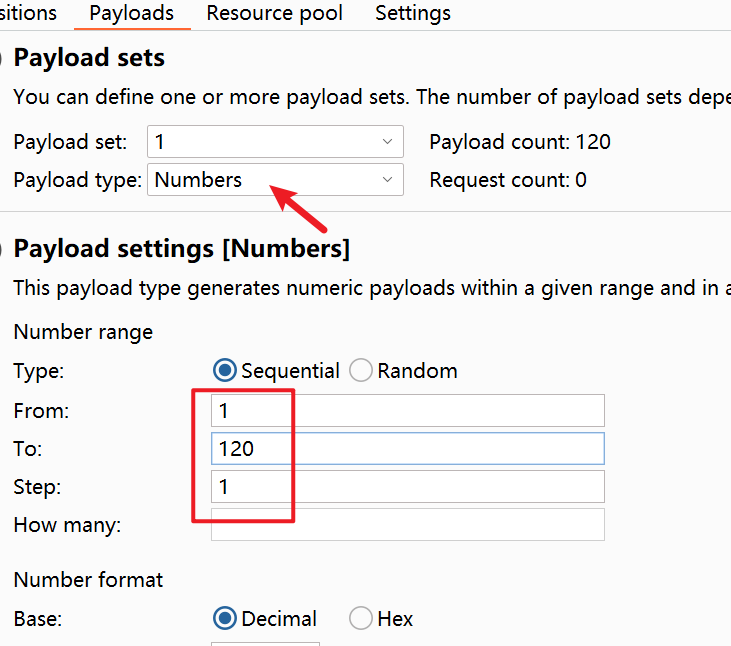 sitions Payloads Resource pool Settings
Payload sets
You can define one or more payload sets. The number of payload sets depe
Payload set: 1 Payload count: 120
Payload type: Numbers Request count: 0
Payload settings [Numbers]
This payload type generates numeric payloads within a given range and in a
Number range
Type: Sequential Random
From: 1
To: 120
Step: 1
How many:
Number format
Base: Decimal Hex